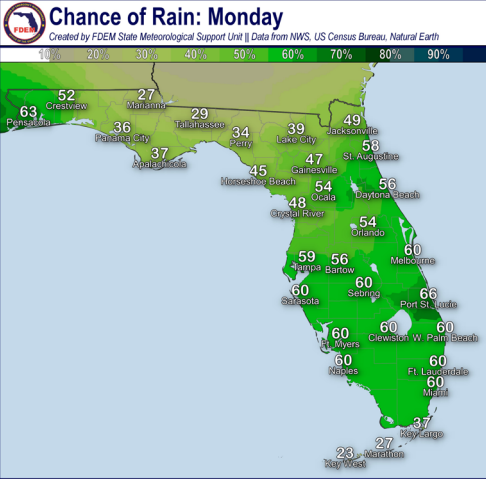 Chance of Rain: Monday
Created by FDEM State Meteorological Support Unit || Data from NWS, US Census Bureau, Natural Earth
FDEM
10% 20% 30% 40% 50% 60% 70% 80% 90%
52
Crestview
27
Marianna
63
Pensacola
29
Tallahassee
36
Panama City
34
Perry
39
Lake City
49
Jacksonville
37
Apalachicola
58
St. Augustine
47
Gainesville
45
Horseshoe Beach
54
Ocala
56
Daytona Beach
48
Crystal River
54
Orlando
59
Tampa
56
Bartow
60
Melbourne
60
Sarasota
60
Sebring
66
Port St. Lucie
60
Ft. Myers
60
Clewiston
60
W. Palm Beach
60
Naples
60
Ft. Lauderdale
60
Miami
37
Key Largo
27
Marathon
23
Key West